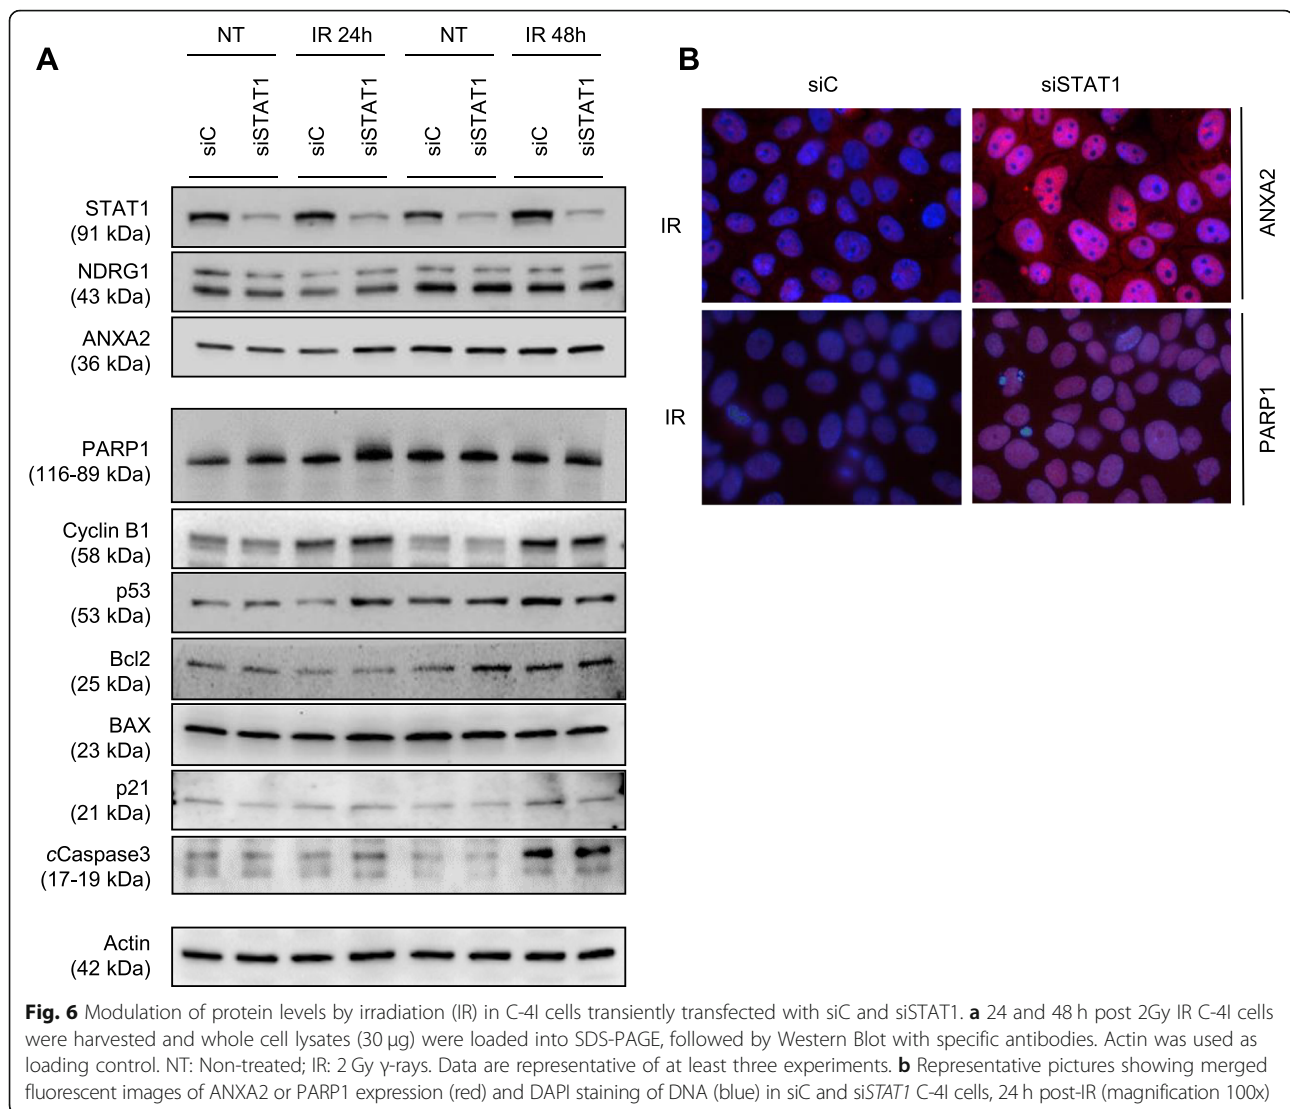 A
NT IR 24h NT IR 48h
siC siSTAT1 siC siSTAT1 siC siSTAT1 siC siSTAT1
STAT1
(91 kDa)
NDRG1
(43 kDa)
ANXA2
(36 kDa)
PARP1
(116-89 kDa)
Cyclin B1
(58 kDa)
p53
(53 kDa)
Bcl2
(25 kDa)
BAX
(23 kDa)
p21
(21 kDa)
cCaspase3
(17-19 kDa)
Actin
(42 kDa)
B
siC siSTAT1
IR
ANXA2
IR
PARP1
Fig. 6 Modulation of protein levels by irradiation (IR) in C-4I cells transiently transfected with siC and siSTAT1. a 24 and 48 h post 2Gy IR C-4I cells
were harvested and whole cell lysates (30 μg) were loaded into SDS-PAGE, followed by Western Blot with specific antibodies. Actin was used as
loading control. NT: Non-treated; IR: 2 Gy γ-rays. Data are representative of at least three experiments. b Representative pictures showing merged
fluorescent images of ANXA2 or PARP1 expression (red) and DAPI staining of DNA (blue) in siC and siSTAT1 C-4I cells, 24 h post-IR (magnification 100x)